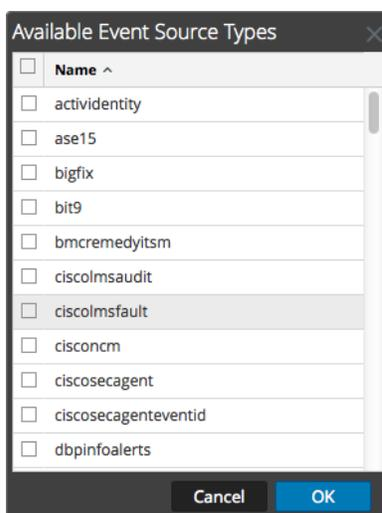 Available Event Source Types
Name
actividentity
ase15
bigfix
bit9
bmcremedyitsm
ciscolmsaudit
ciscolmsfault
cisconcm
ciscosecagent
ciscosecagenteventid
dbpinfoalerts
Cancel OK